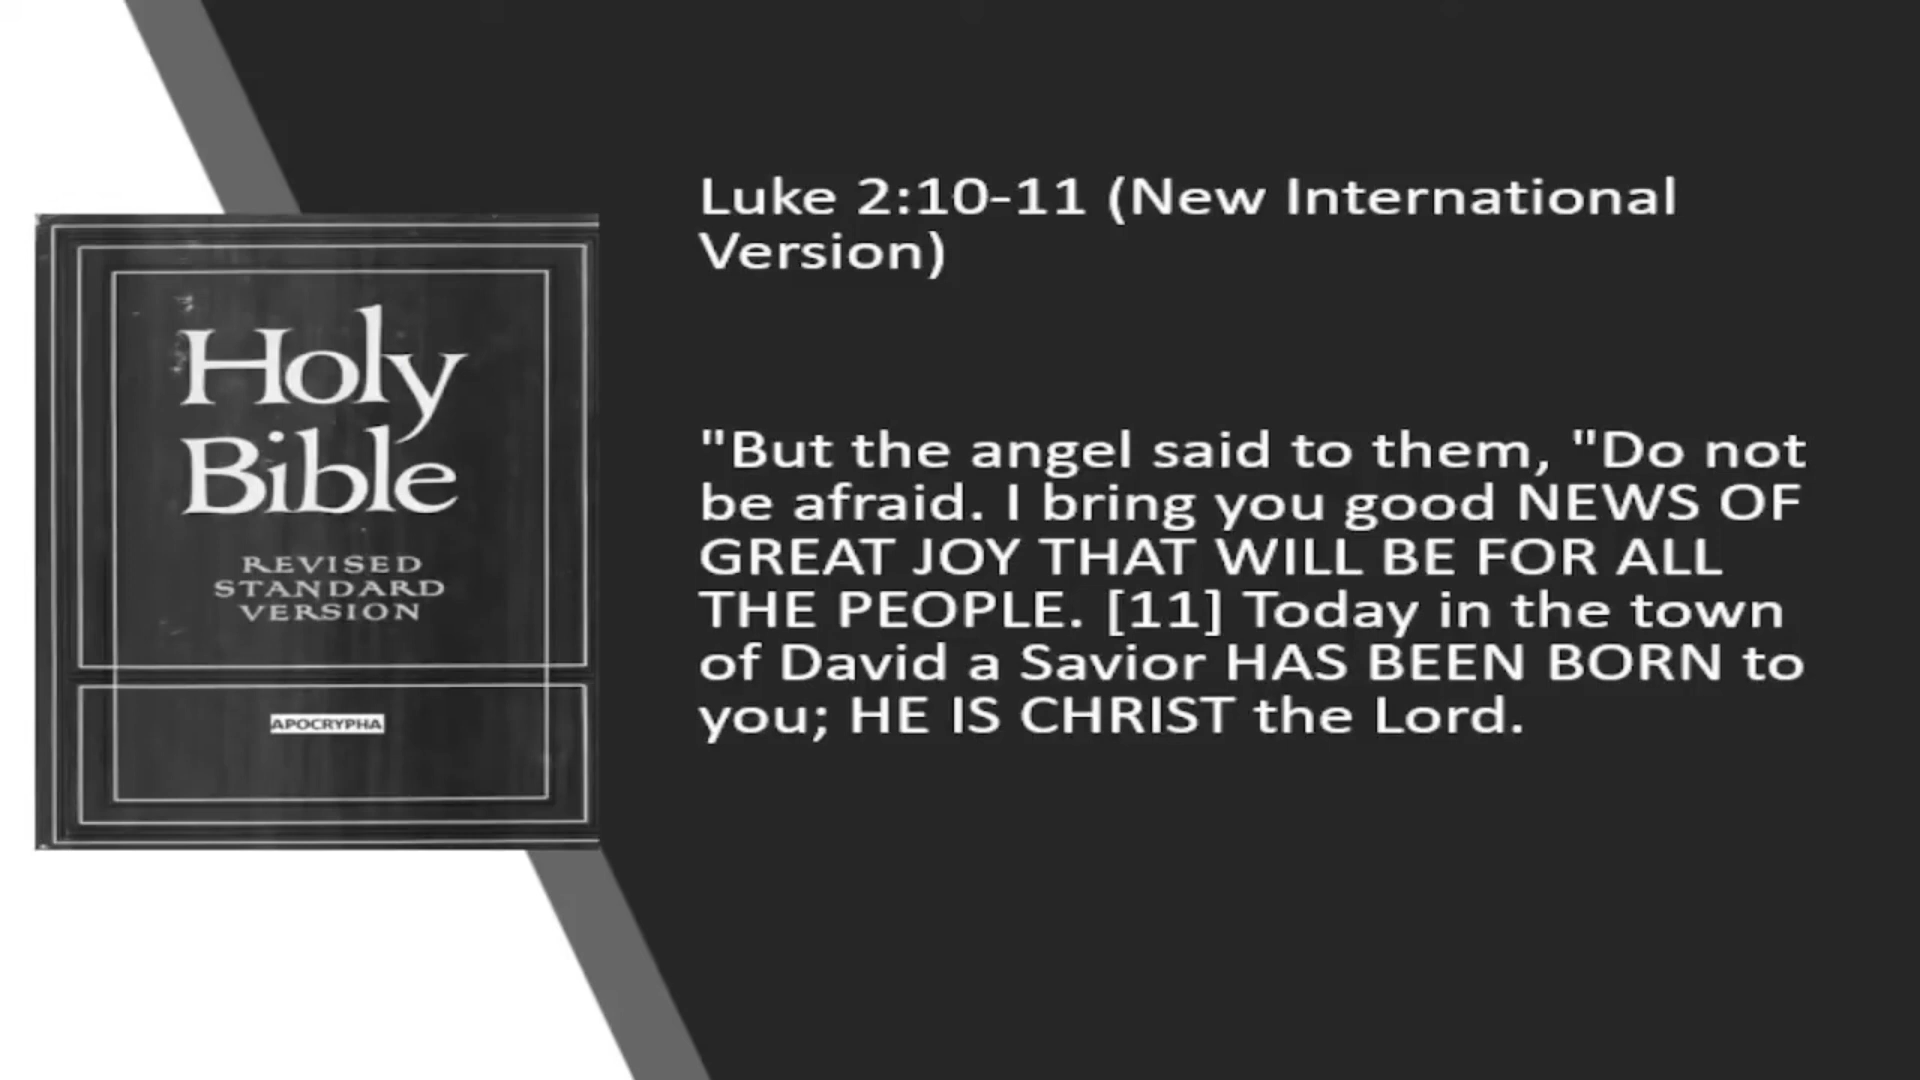 Holy
Bible
REVISED
STANDARD
VERSION
APOCRYPHA
Luke 2:10-11 (New International
Version)
"But the angel said to them, "Do not
be afraid. I bring you good NEWS OF
GREAT JOY THAT WILL BE FOR ALL
THE PEOPLE. [11] Today in the town
of David a Savior HAS BEEN BORN to
you; HE IS CHRIST the Lord.